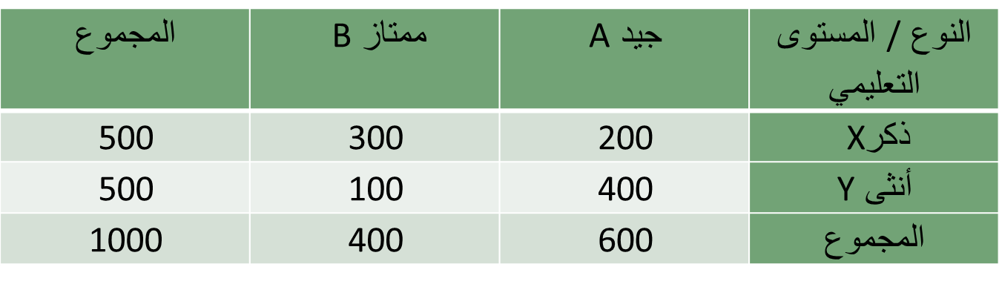 النوع / المستوى التعليمي جيد A ممتاز B المجموع
ذكرX 200 300 500
أنثى Y 400 100 500
المجموع 600 400 1000